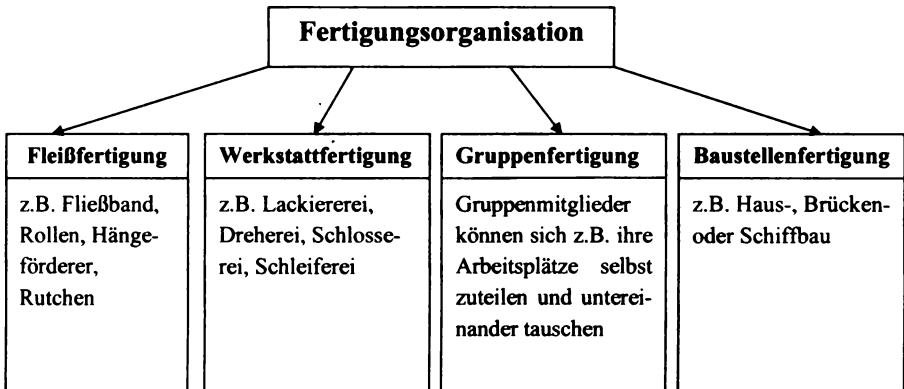 Fertigungsorganisation
Fleißfertigung
z.B. Fließband,
Rollen, Hänge-
förderer,
Rutchen
Werkstattfertigung
z.B. Lackiererei,
Dreherei, Schlosse-
rei, Schleiferei
Gruppenfertigung
Gruppenmitglieder
können sich z.B. ihre
Arbeitsplätze selbst
zuteilen und unterei-
nander tauschen
Baustellenfertigung
z.B. Haus-, Brücken-
oder Schiffbau